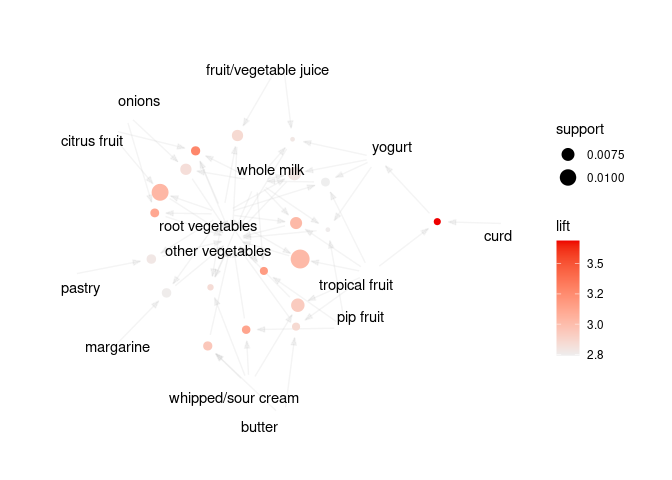 fruit/vegetable juice
onions
citrus fruit
yogurt
whole milk
root vegetables
curd
other vegetables
tropical fruit
pastry
pip fruit
margarine
whipped/sour cream
butter
support
0.0075
0.0100
lift
3.5
3.2
3.0
2.8